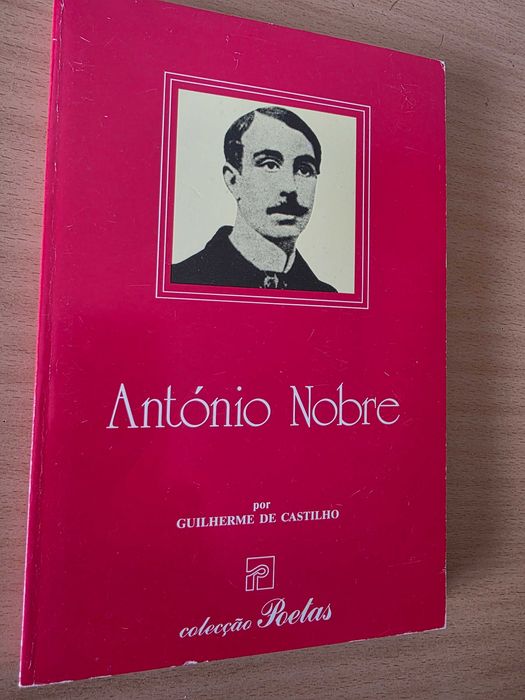 António Nobre
por
GUILHERME DE CASTILHO
colecção Poetas